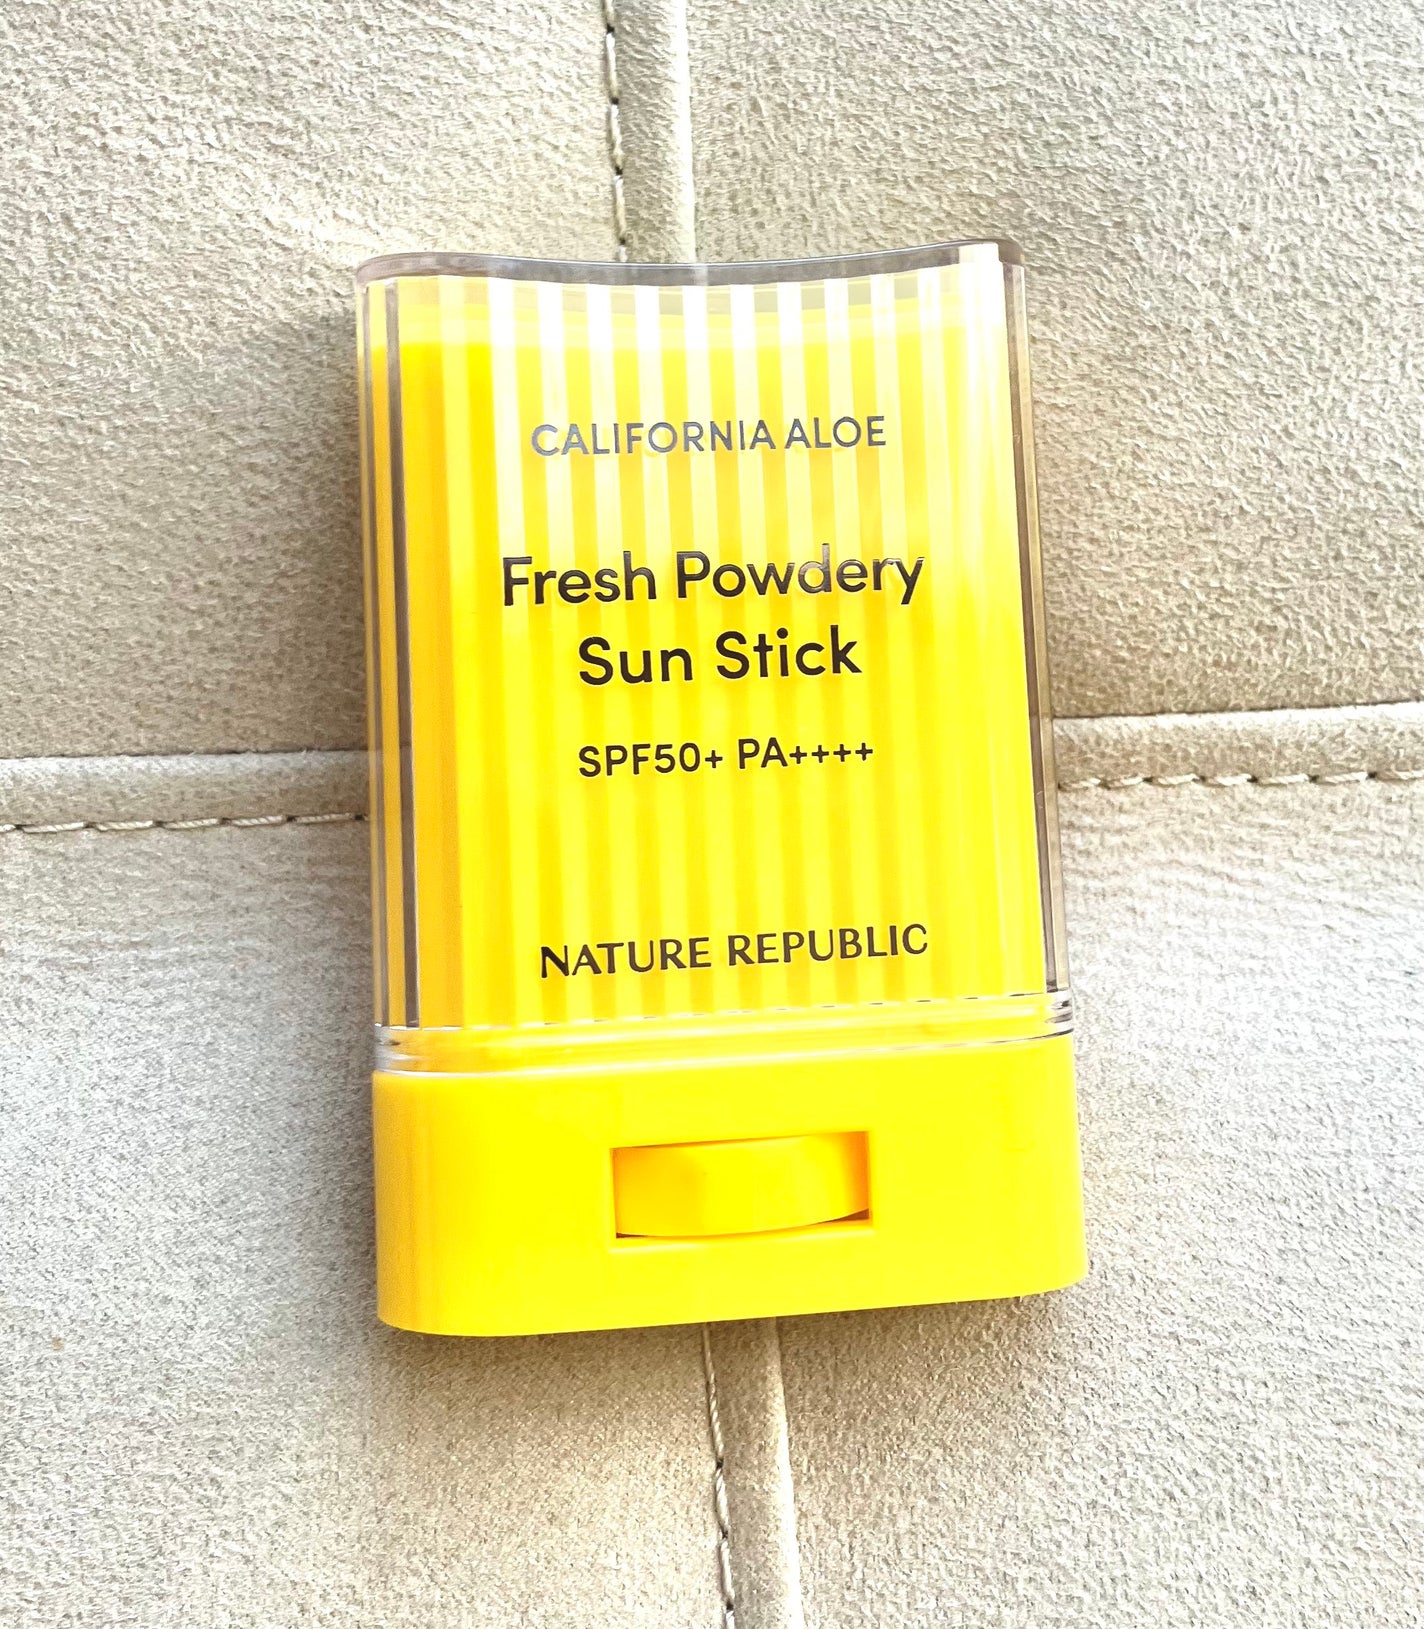 CALIFORNIA ALOE
Fresh Powdery
Sun Stick
SPF50+ PA++++
NATURE REPUBLIC